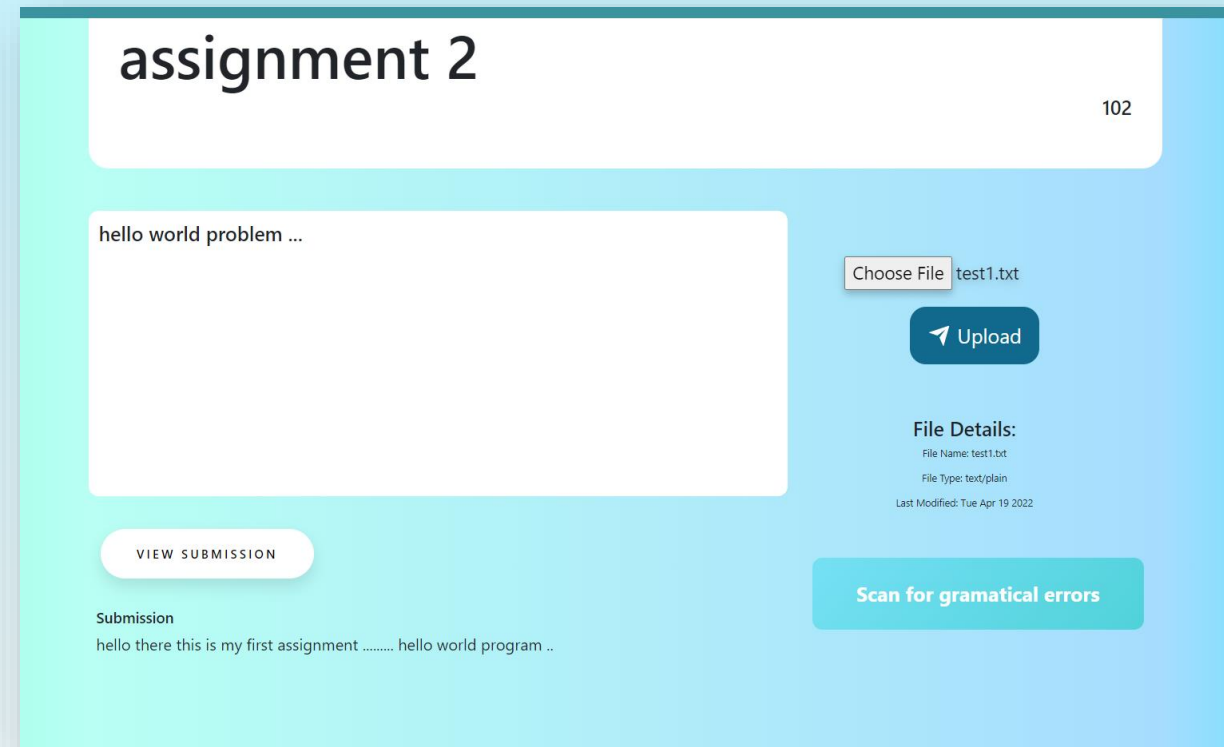 assignment 2
102
hello world problem ...
Choose File test1.txt
Upload
File Details:
File Name: test1.txt
File Type: text/plain
Last Modified: Tue Apr 19 2022
VIEW SUBMISSION
Scan for gramatical errors
Submission
hello there this is my first assignment ......... hello world program ..